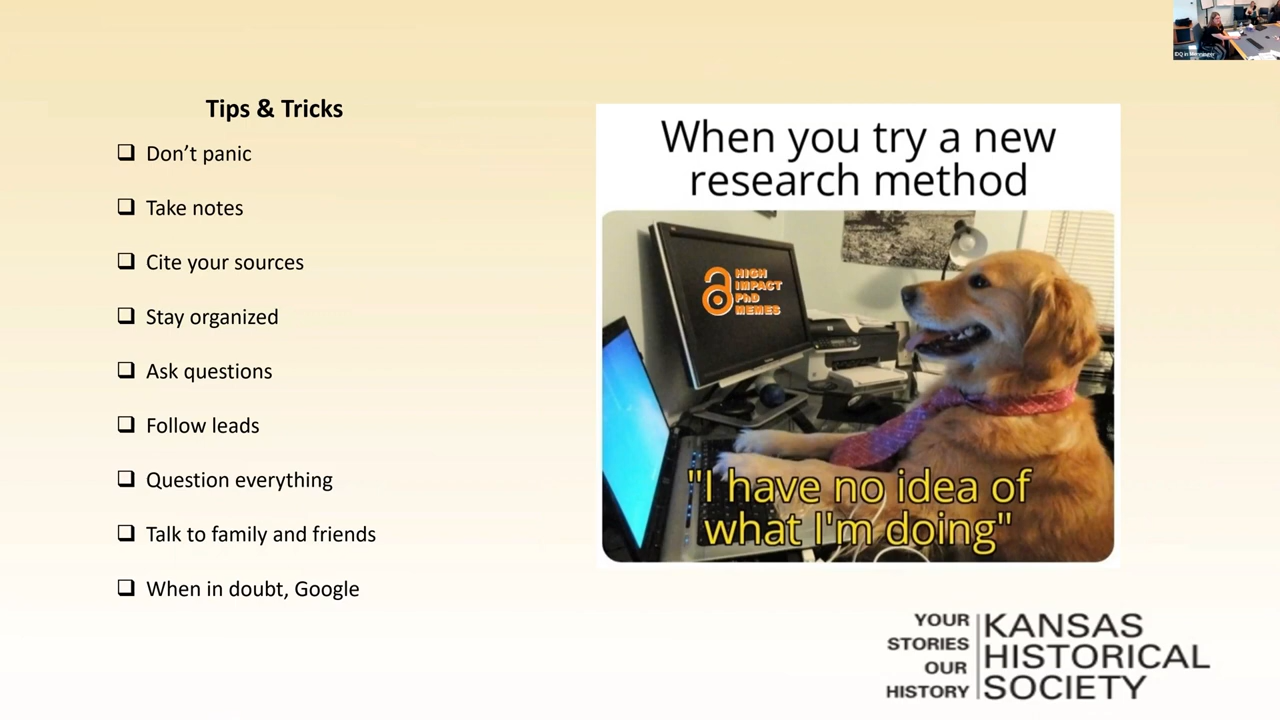 Tips & Tricks
Don’t panic
Take notes
Cite your sources
Stay organized
Ask questions
Follow leads
Question everything
Talk to family and friends
When in doubt, Google
When you try a new
research method
HIGH
IMPACT
PhD
MEMES
"I have no idea of
what I'm doing"
YOUR
STORIES
OUR
HISTORY
KANSAS
HISTORICAL
SOCIETY